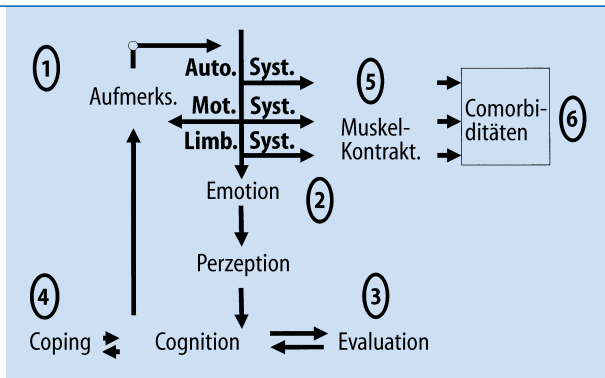 1
Aufmerks.
Auto. Syst.
Mot. Syst.
Limb. Syst.
5
Muskel-
Kontrakt.
Comorbi-
ditäten
6
Emotion
2
Perzeption
4
Coping
Cognition
3
Evaluation